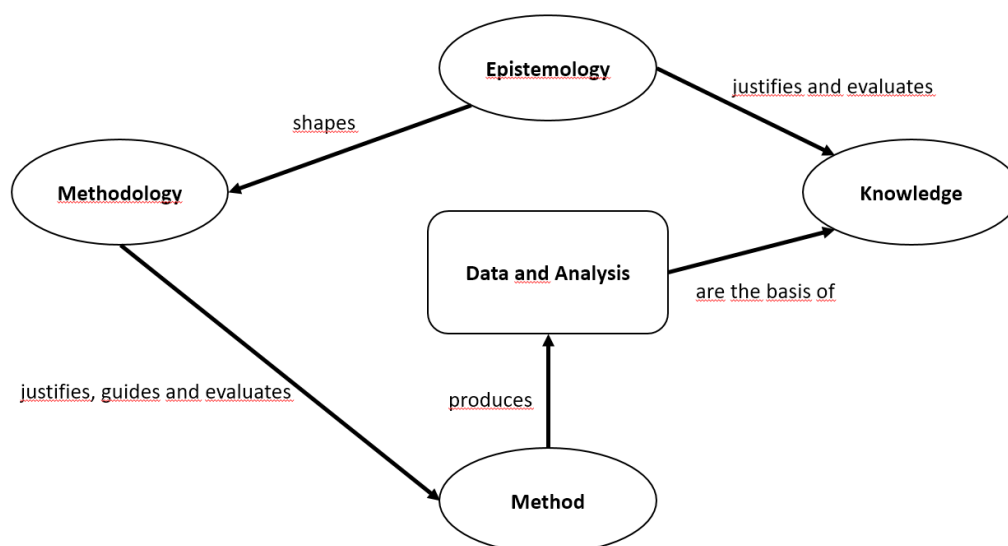 Epistemology
justifies and evaluates
shapes
Methodology
Knowledge
Data and Analysis
are the basis of
justifies, guides and evaluates
produces
Method